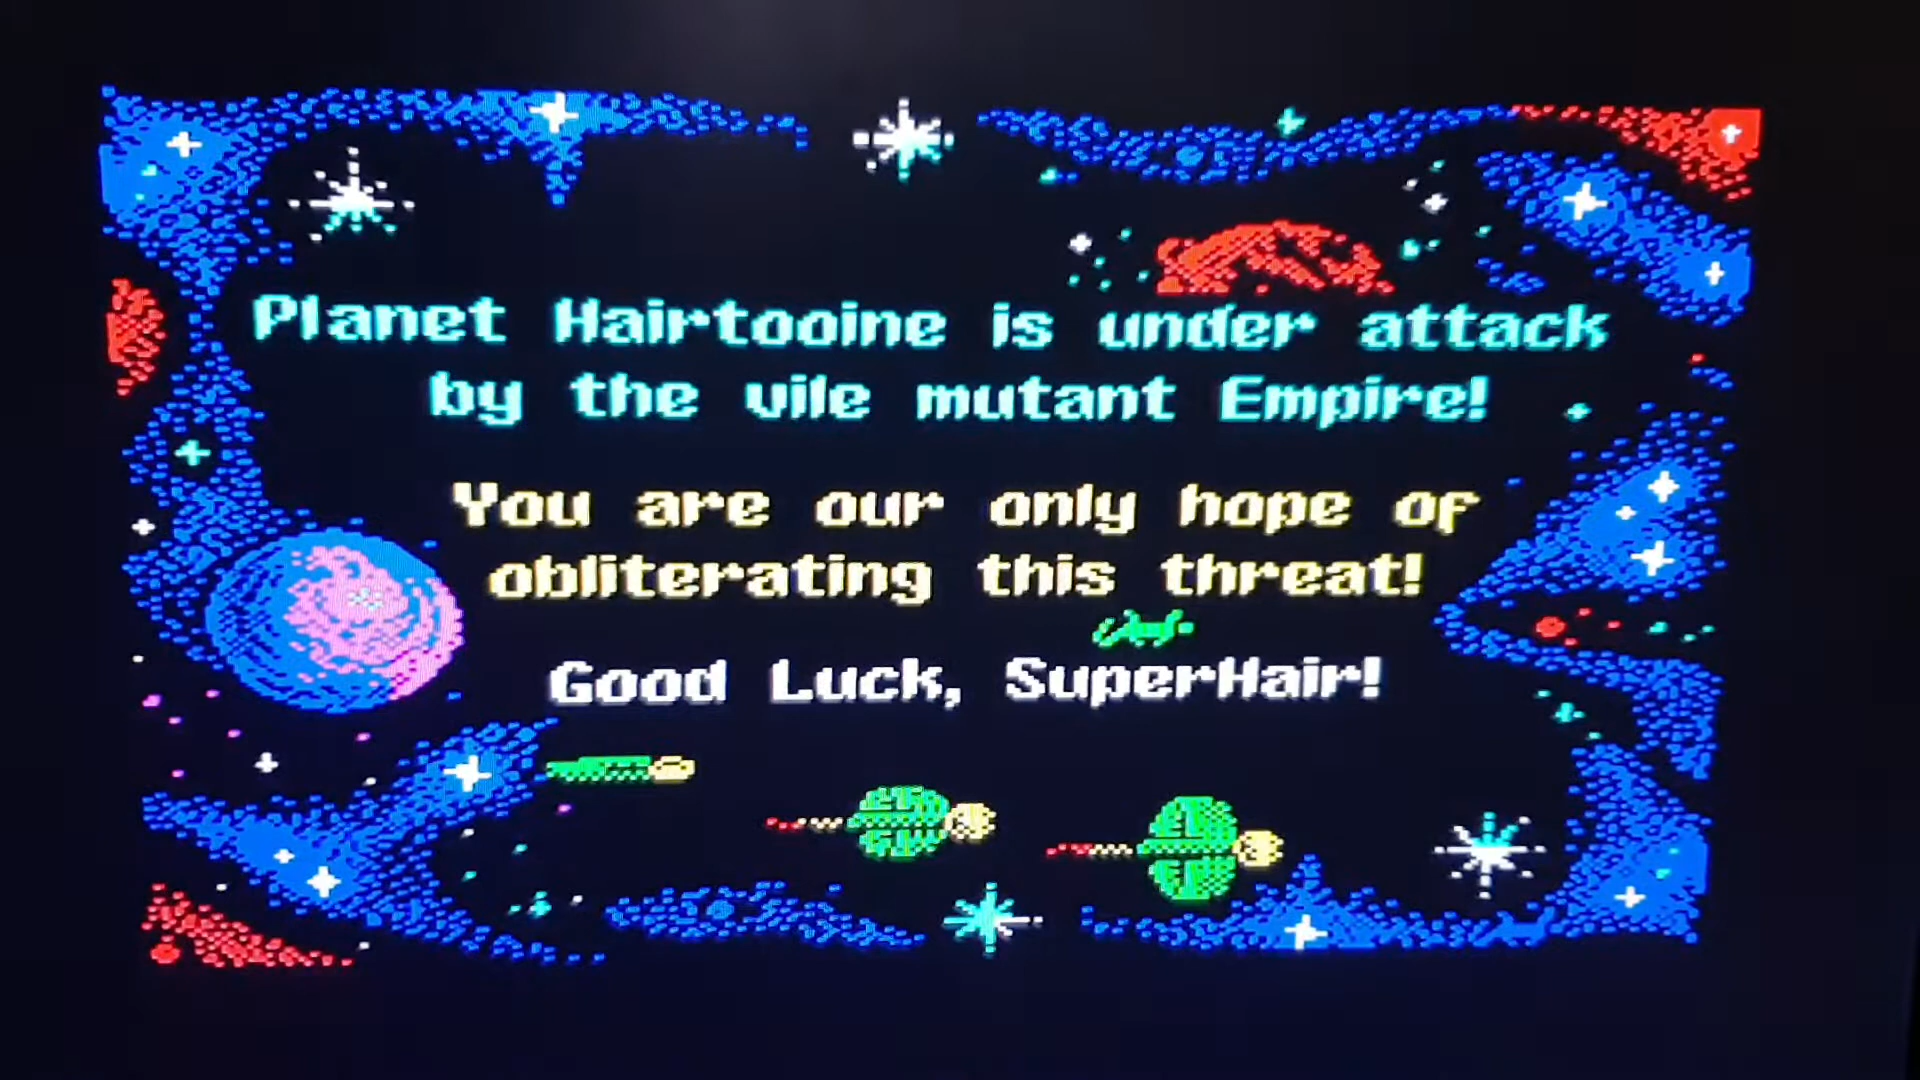 Planet Hairtooine is under attack
by the vile mutant Empire!
You are our only hope of
obliterating this threat!
Good Luck, SuperHair!